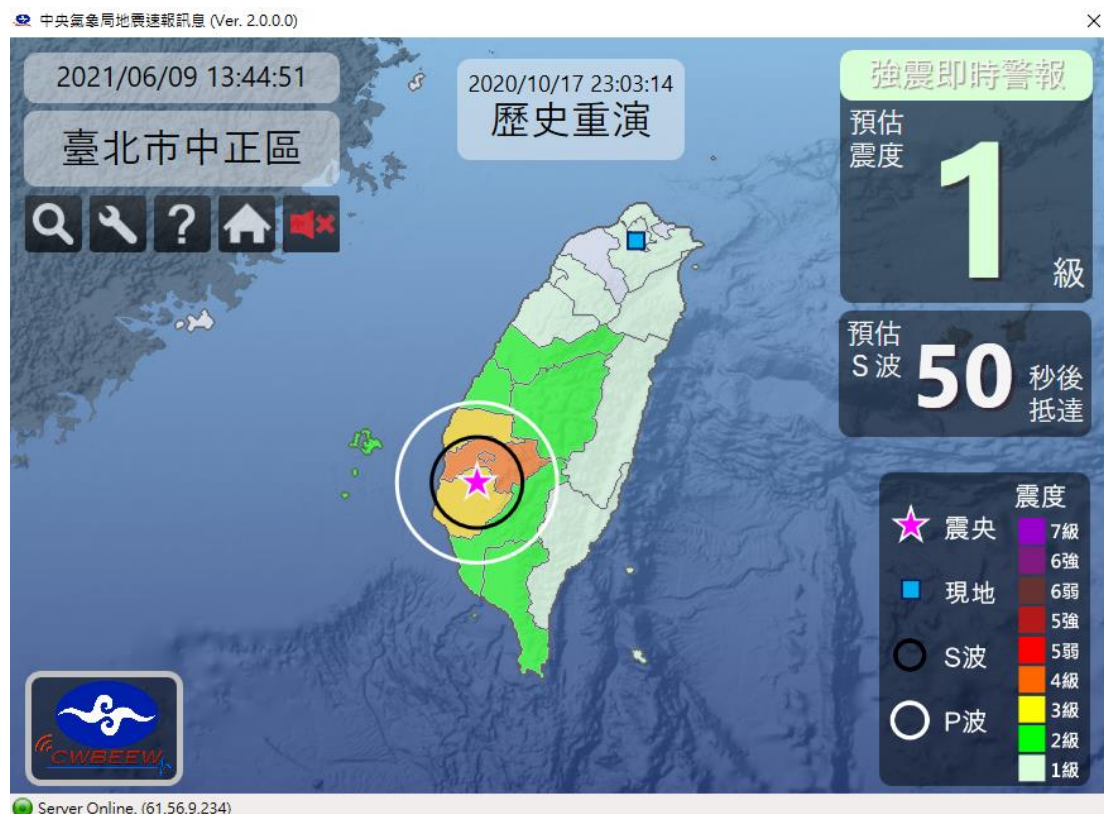 中央氣象局地震速報訊息 (Ver. 2.0.0.0)
2021/06/09 13:44:51
臺北市中正區
?
2020/10/17 23:03:14
歷史重演
強震即時警報
預估
震度
1
級
預估
S波
50
秒後
抵達
震央
現地
S波
P波
震度
7級
6強
6弱
5強
5弱
4級
3級
2級
1級
CWBEEW
Server Online. (61.56.9.234)